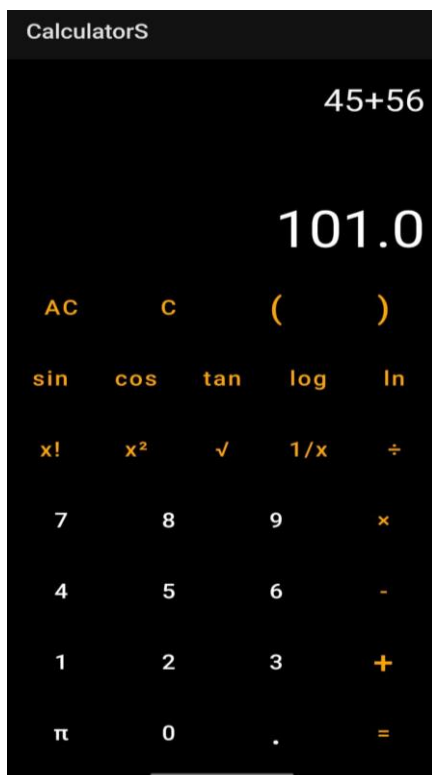 CalculatorS
45+56
101.0
AC C ( )
sin cos tan log ln
x! x² √ 1/x ÷
7 8 9 ×
4 5 6 -
1 2 3 +
π 0 . =